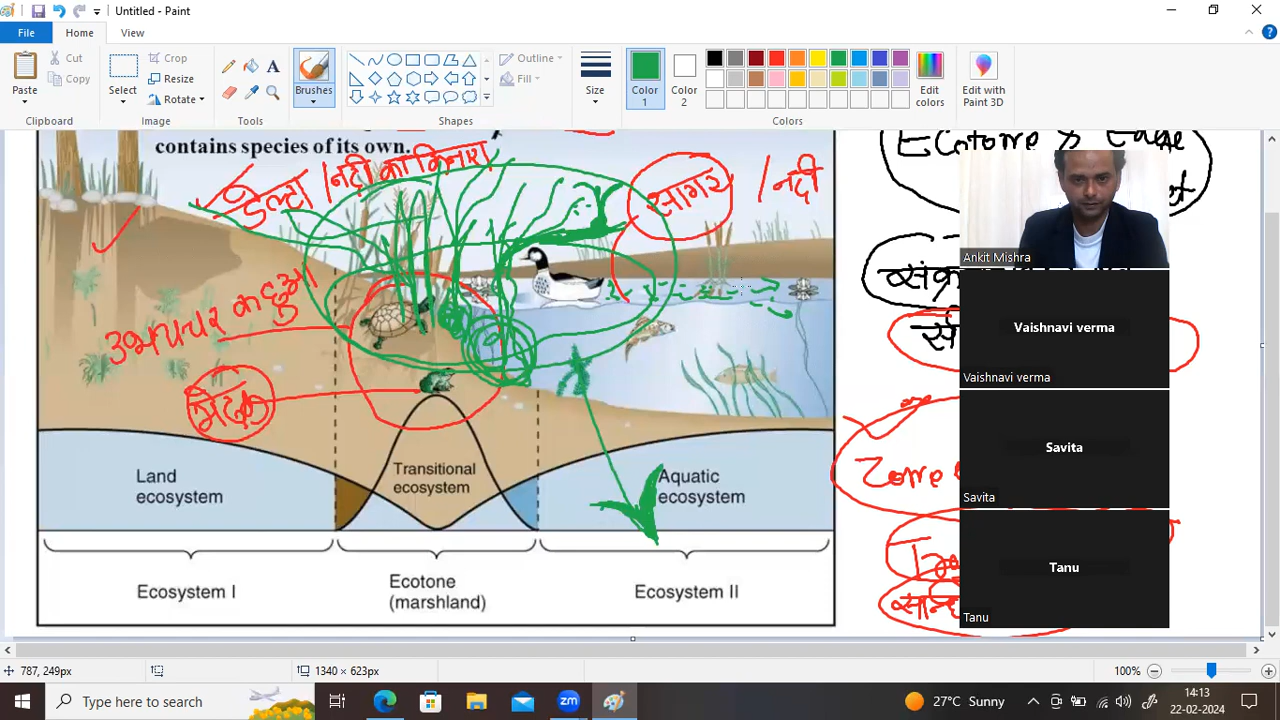 Untitled - Paint
File
Home
View
Paste
Cut
Copy
Clipboard
Select
Crop
Resize
Rotate
Image
Tools
Brushes
Shapes
Outline
Fill
Size
Color 1
Color 2
Edit colors
Edit with Paint 3D
Colors
contains species of its own.
डेल्टा / नदी का किनारा
सागर / नदी
उभयचर कछुआ
मेंढक
Land ecosystem
Transitional ecosystem
Aquatic ecosystem
Ecosystem I
Ecotone (marshland)
Ecosystem II
Ecotone & Edge
Zone
Ankit Mishra
Vaishnavi verma
Vaishnavi verma
Savita
Savita
Tanu
Tanu
787, 249px
1340 × 623px
100%
Type here to search
27°C Sunny
14:13
22-02-2024